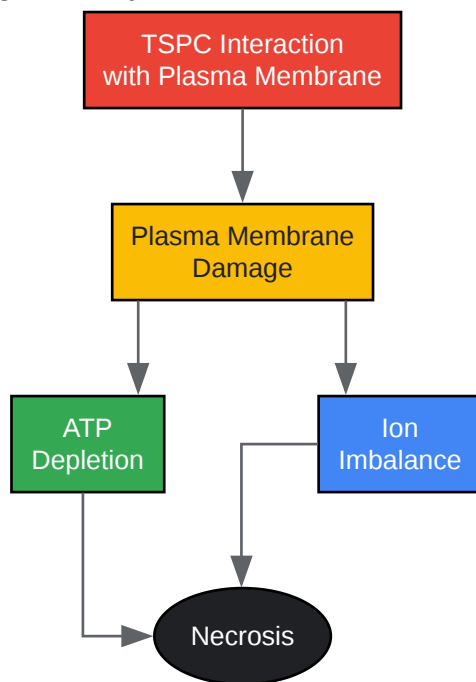 TSPC Interaction
with Plasma Membrane
Plasma Membrane
Damage
ATP
Depletion
Ion
Imbalance
Necrosis